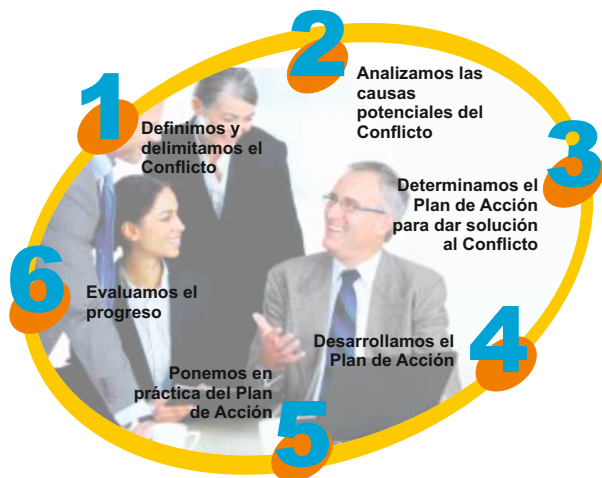 1
Definimos y
delimitamos el
Conflicto
2
Analizamos las
causas
potenciales del
Conflicto
3
Determinamos el
Plan de Acción
para dar solución
al Conflicto
4
Desarrollamos el
Plan de Acción
5
Ponemos en
práctica del Plan
de Acción
6
Evaluamos el
progreso